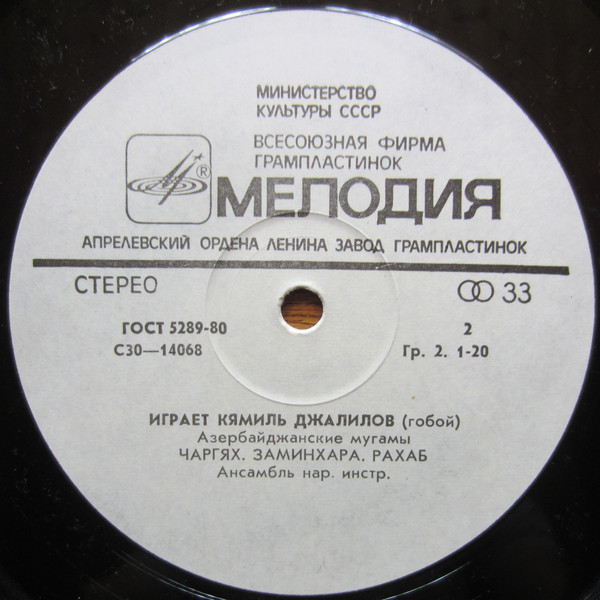 МИНИСТЕРСТВО
КУЛЬТУРЫ СССР
ВСЕСОЮЗНАЯ ФИРМА
ГРАМПЛАСТИНОК
® МЕЛОДИЯ
АПРЕЛЕВСКИЙ ОРДЕНА ЛЕНИНА ЗАВОД ГРАМПЛАСТИНОК
СТЕРЕО 33
ГОСТ 5289-80 2
С30—14068 Гр. 2. 1-20
ИГРАЕТ КЯМИЛЬ ДЖАЛИЛОВ (гобой)
Азербайджанские мугамы
ЧАРГЯХ. ЗАМИНХАРА. РАХАБ
Ансамбль нар. инстр.